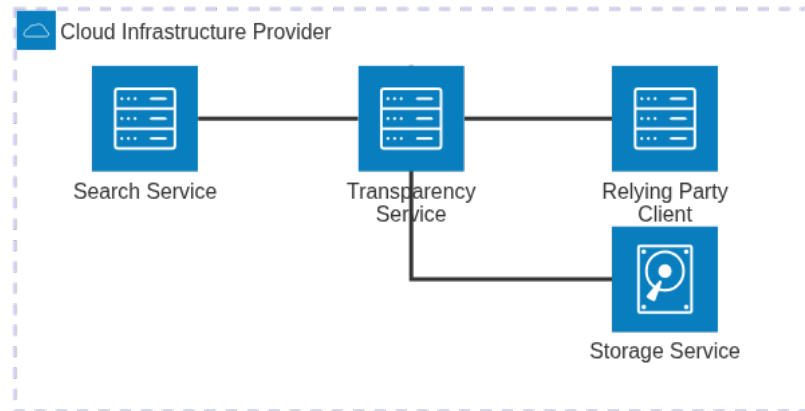 Cloud Infrastructure Provider
Search Service
Transparency
Service
Relying Party
Client
Storage Service